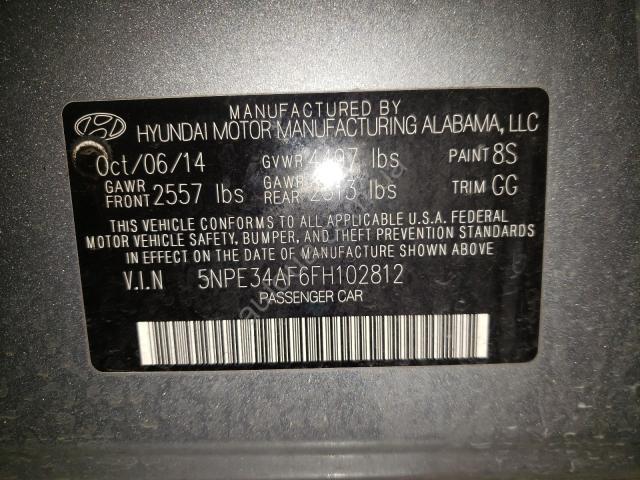 MANUFACTURED BY
HYUNDAI MOTOR MANUFACTURING ALABAMA, LLC
Oct/06/14 GVWR 4497 lbs PAINT 8S
GAWR FRONT 2557 lbs GAWR REAR 2513 lbs TRIM GG
THIS VEHICLE CONFORMS TO ALL APPLICABLE U.S.A. FEDERAL
MOTOR VEHICLE SAFETY, BUMPER, AND THEFT PREVENTION STANDARDS
IN EFFECT ON THE DATE OF MANUFACTURE SHOWN ABOVE
V.I.N 5NPE34AF6FH102812
PASSENGER CAR